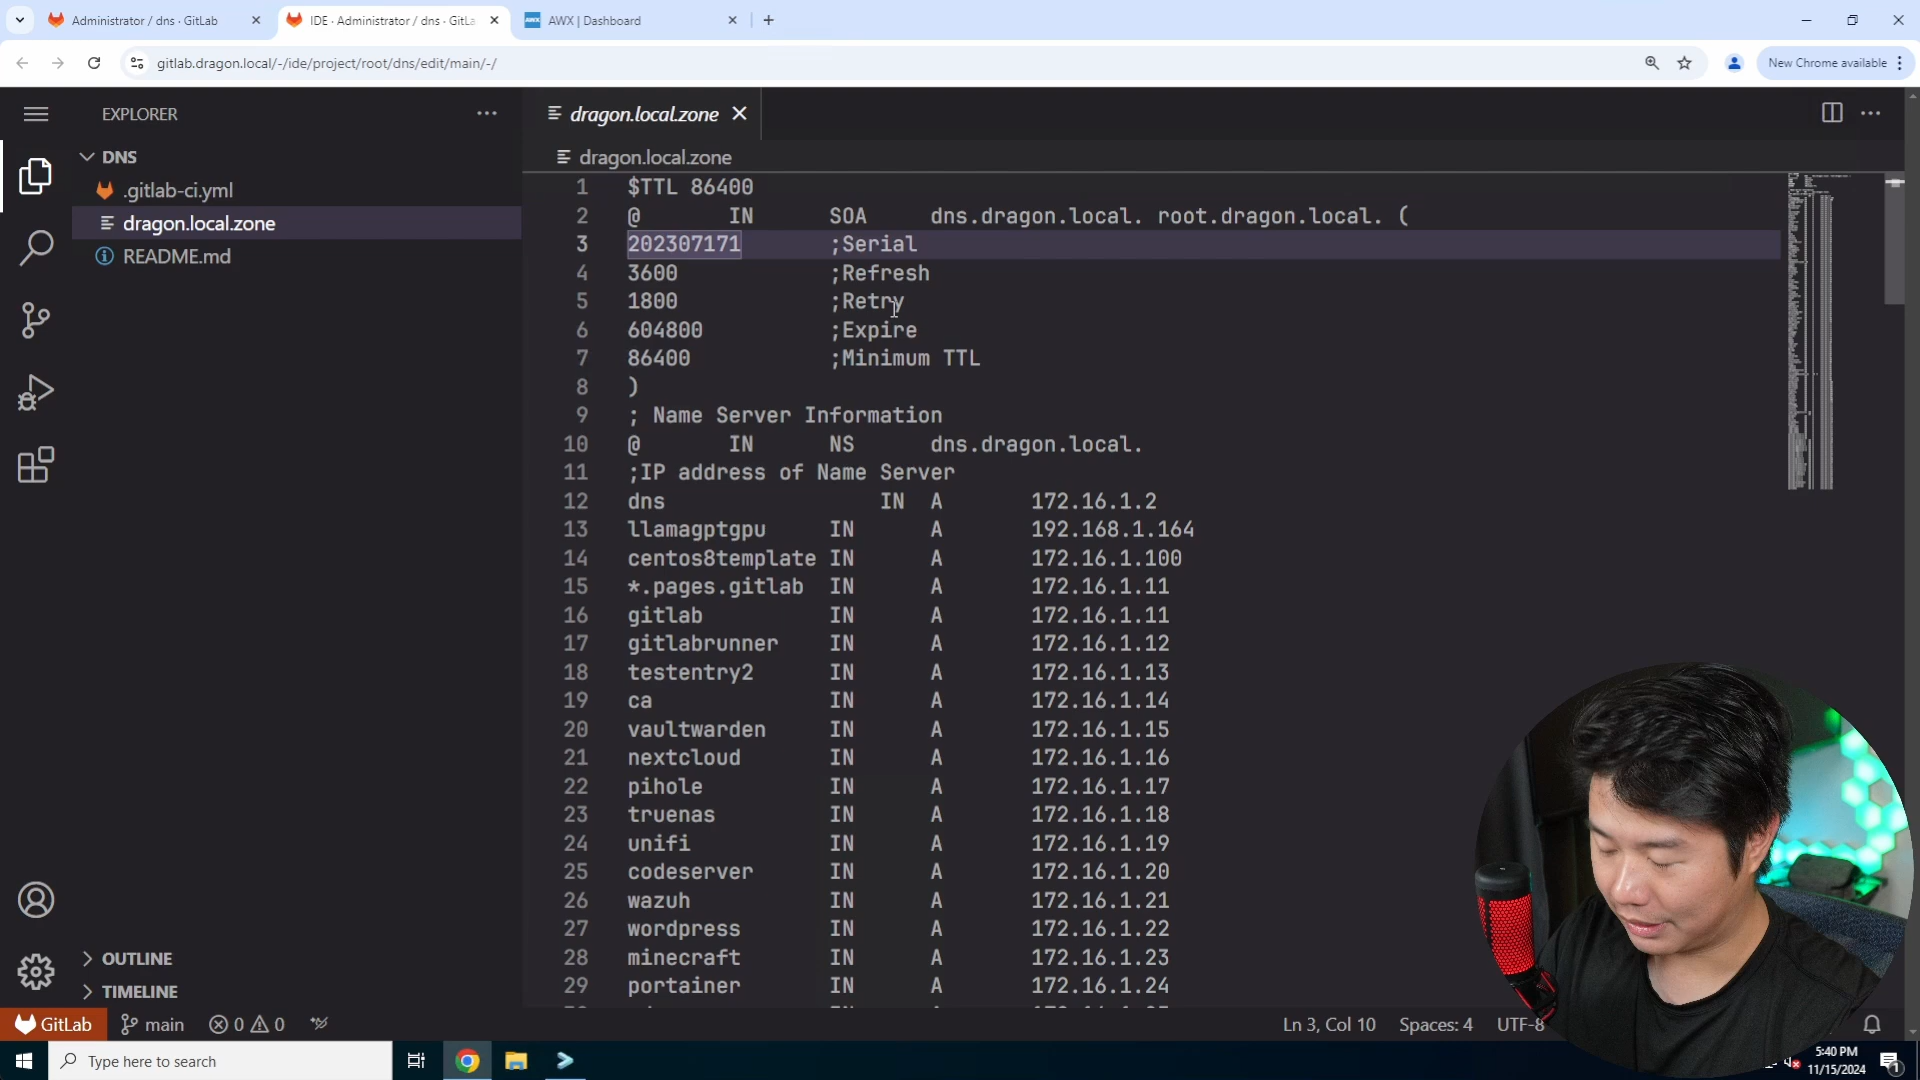 Administrator / dns · GitLab
IDE · Administrator / dns · GitLa
AWX | Dashboard
gitlab.dragon.local/-/ide/project/root/dns/edit/main/-/
New Chrome available
EXPLORER
dragon.local.zone
DNS
.gitlab-ci.yml
dragon.local.zone
README.md
dragon.local.zone
1 $TTL 86400
2 @ IN SOA dns.dragon.local. root.dragon.local. (
3 202307171 ;Serial
4 3600 ;Refresh
5 1800 ;Retry
6 604800 ;Expire
7 86400 ;Minimum TTL
8 )
9 ; Name Server Information
10 @ IN NS dns.dragon.local.
11 ;IP address of Name Server
12 dns IN A 172.16.1.2
13 llamagptgpu IN A 192.168.1.164
14 centos8template IN A 172.16.1.100
15 *.pages.gitlab IN A 172.16.1.11
16 gitlab IN A 172.16.1.11
17 gitlabrunner IN A 172.16.1.12
18 testentry2 IN A 172.16.1.13
19 ca IN A 172.16.1.14
20 vaultwarden IN A 172.16.1.15
21 nextcloud IN A 172.16.1.16
22 pihole IN A 172.16.1.17
23 truenas IN A 172.16.1.18
24 unifi IN A 172.16.1.19
25 codeserver IN A 172.16.1.20
26 wazuh IN A 172.16.1.21
27 wordpress IN A 172.16.1.22
28 minecraft IN A 172.16.1.23
29 portainer IN A 172.16.1.24
OUTLINE
TIMELINE
GitLab main 0 0
Ln 3, Col 10 Spaces: 4 UTF-8
Type here to search
5:40 PM
11/15/2024
1